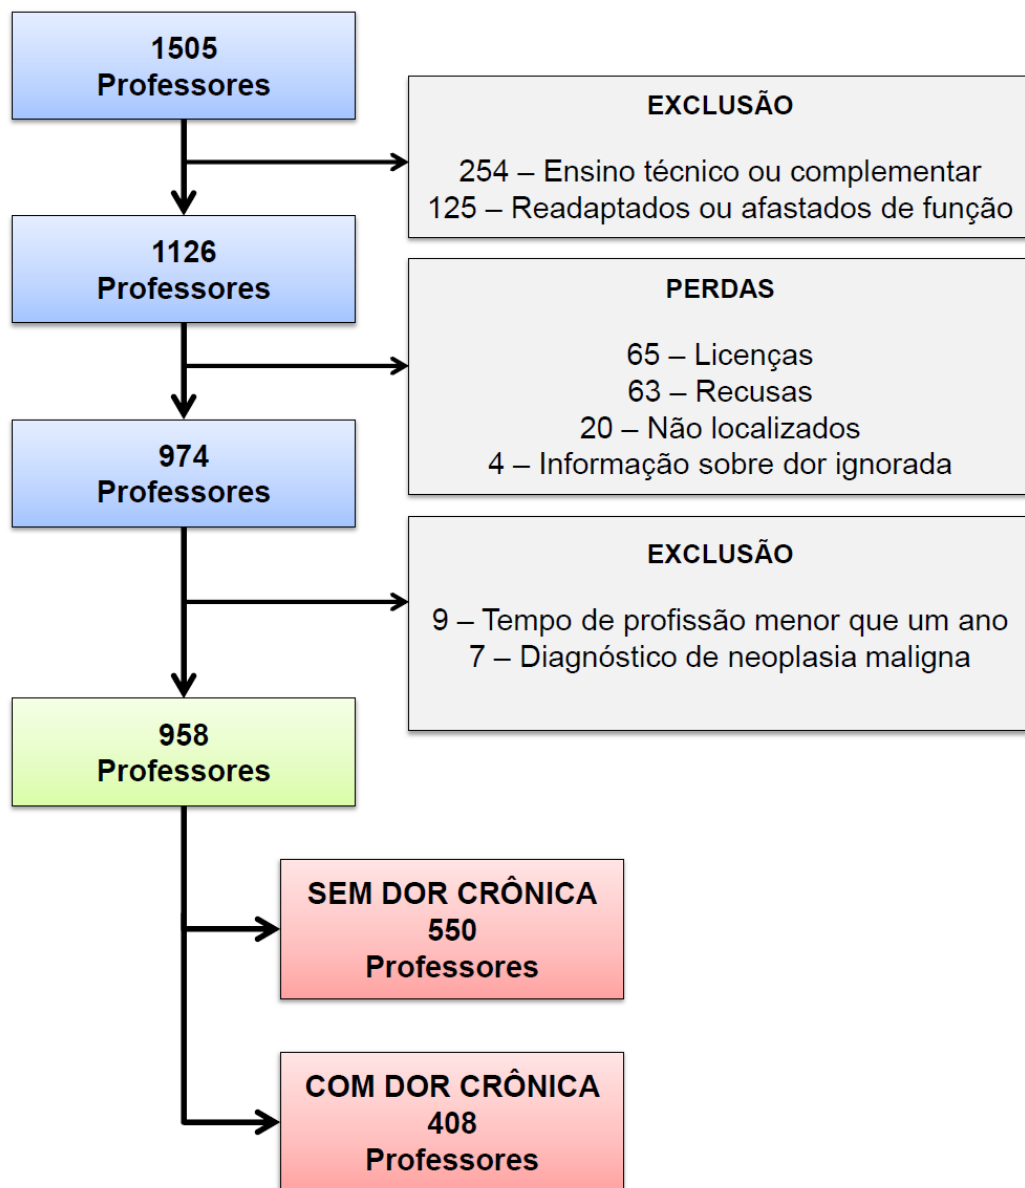 1505
Professores
EXCLUSÃO
254 – Ensino técnico ou complementar
125 – Readaptados ou afastados de função
1126
Professores
PERDAS
65 – Licenças
63 – Recusas
20 – Não localizados
4 – Informação sobre dor ignorada
974
Professores
EXCLUSÃO
9 – Tempo de profissão menor que um ano
7 – Diagnóstico de neoplasia maligna
958
Professores
SEM DOR CRÔNICA
550
Professores
COM DOR CRÔNICA
408
Professores